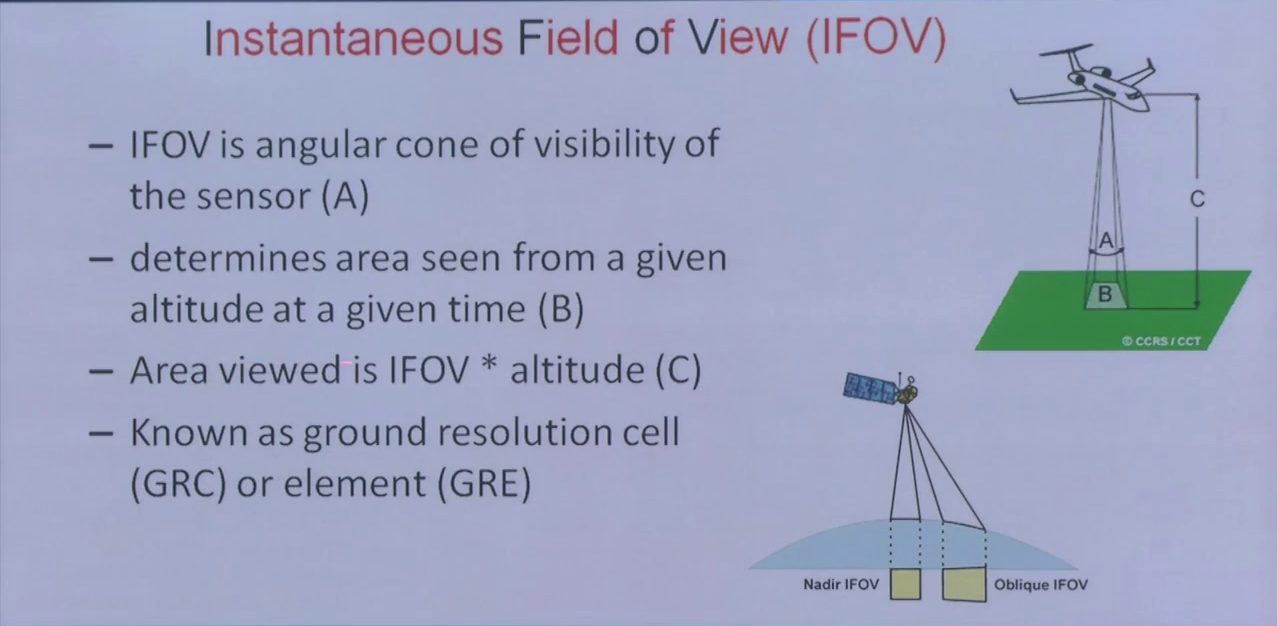 Instantaneous Field of View (IFOV)
– IFOV is angular cone of visibility of
the sensor (A)
– determines area seen from a given
altitude at a given time (B)
– Area viewed is IFOV * altitude (C)
– Known as ground resolution cell
(GRC) or element (GRE)
A
B
C
© CCRS / CCT
Nadir IFOV
Oblique IFOV